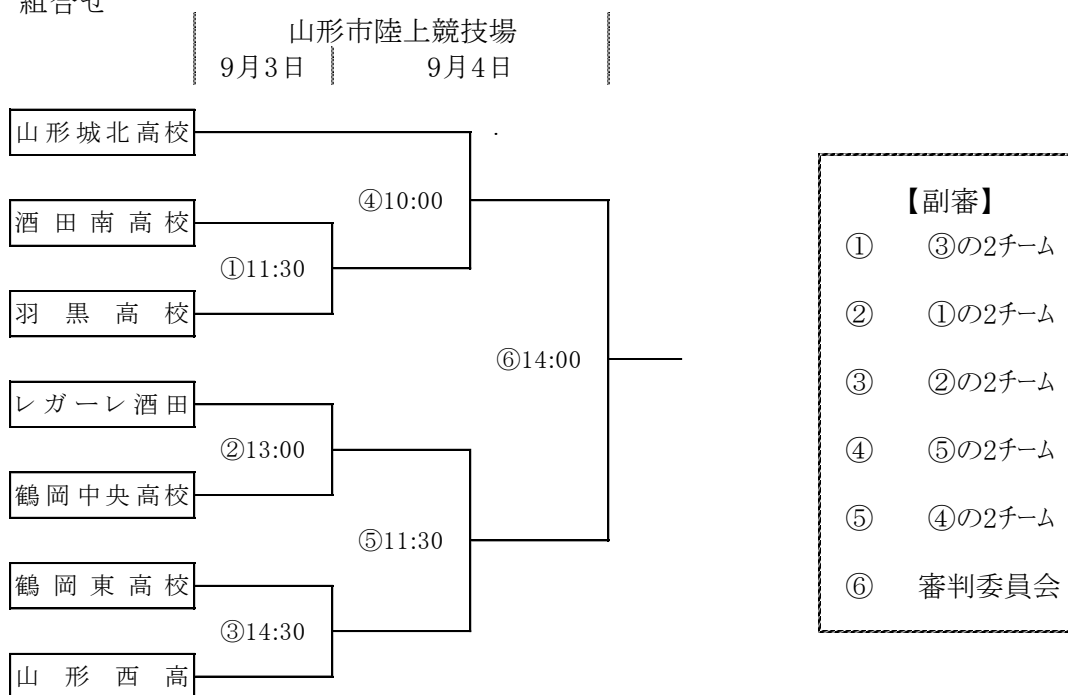 組合せ
山形市陸上競技場
9月3日 9月4日
山形城北高校
④10:00
酒田南高校
①11:30
羽黒高校
⑥14:00
レガーレ酒田
②13:00
鶴岡中央高校
⑤11:30
鶴岡東高校
③14:30
山形西高
【副審】
① ③の2チーム
② ①の2チーム
③ ②の2チーム
④ ⑤の2チーム
⑤ ④の2チーム
⑥ 審判委員会